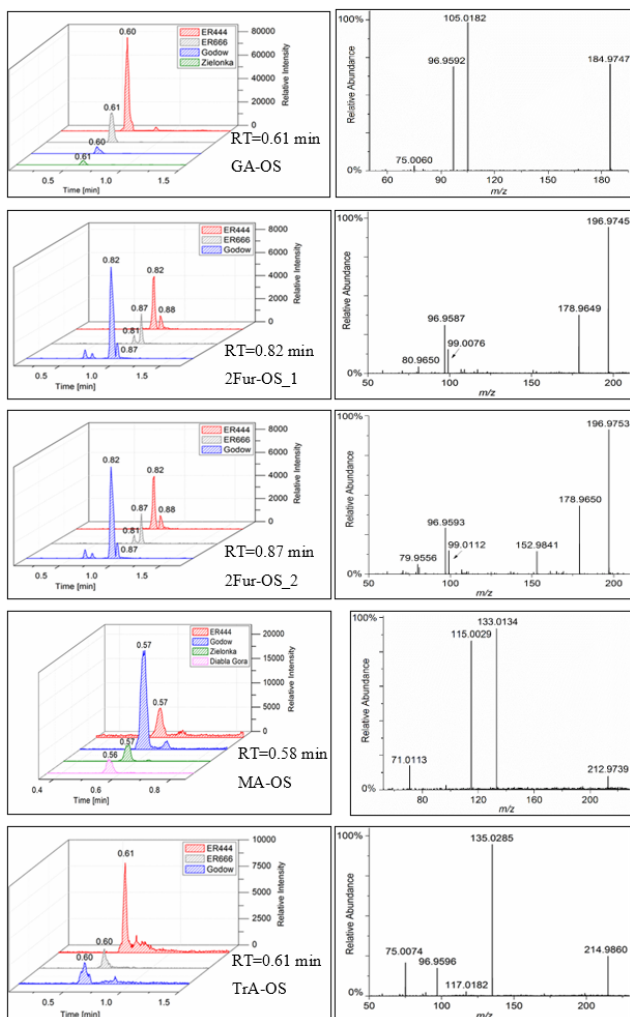 80000
60000
40000
20000
0
Relative Intensity
ER444
ER666
Godow
Zielonka
0.60
0.61
0.60
0.61
0.5
1.0
1.5
Time [min]
RT=0.61 min
GA-OS
100%
0%
Relative Abundance
105.0182
96.9592
184.9747
75.0060
60
90
120
150
180
m/z
8000
6000
4000
2000
0
Relative Intensity
ER444
ER666
Godow
0.82
0.82
0.87
0.88
0.81
0.87
0.5
1.0
1.5
Time [min]
RT=0.82 min
2Fur-OS_1
100%
0%
Relative Abundance
196.9745
96.9587
178.9649
99.0076
80.9650
50
100
150
200
m/z
8000
6000
4000
2000
0
Relative Intensity
ER444
ER666
Godow
0.82
0.82
0.87
0.88
0.81
0.87
0.5
1.0
1.5
Time [min]
RT=0.87 min
2Fur-OS_2
100%
0%
Relative Abundance
196.9753
178.9650
96.9593
99.0112
152.9841
79.9556
50
100
150
200
m/z
20000
15000
10000
5000
0
Relative Intensity
ER444
Godow
Zielonka
Diabla Gora
0.57
0.57
0.57
0.56
0.4
0.6
0.8
Time [min]
RT=0.58 min
MA-OS
100%
0%
Relative Abundance
133.0134
115.0029
71.0113
212.9739
80
120
160
200
m/z
10000
7500
5000
2500
0
Relative Intensity
ER444
ER666
Godow
0.61
0.60
0.60
0.5
1.0
1.5
Time [min]
RT=0.61 min
TrA-OS
100%
0%
Relative Abundance
135.0285
75.0074
96.9596
117.0182
214.9860
50
100
150
200
m/z